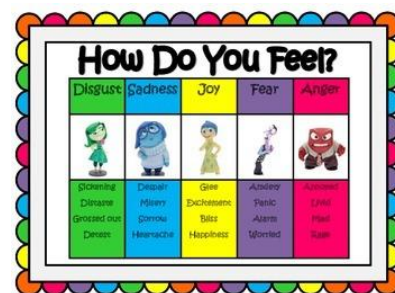 How Do You Feel?
Disgust Sadness Joy Fear Anger
Sickening Despair Glee Anxiety Annoyed
Distaste Misery Excitement Panic Livid
Grossed out Sorrow Bliss Alarm Mad
Detest Heartache Happiness Worried Rage